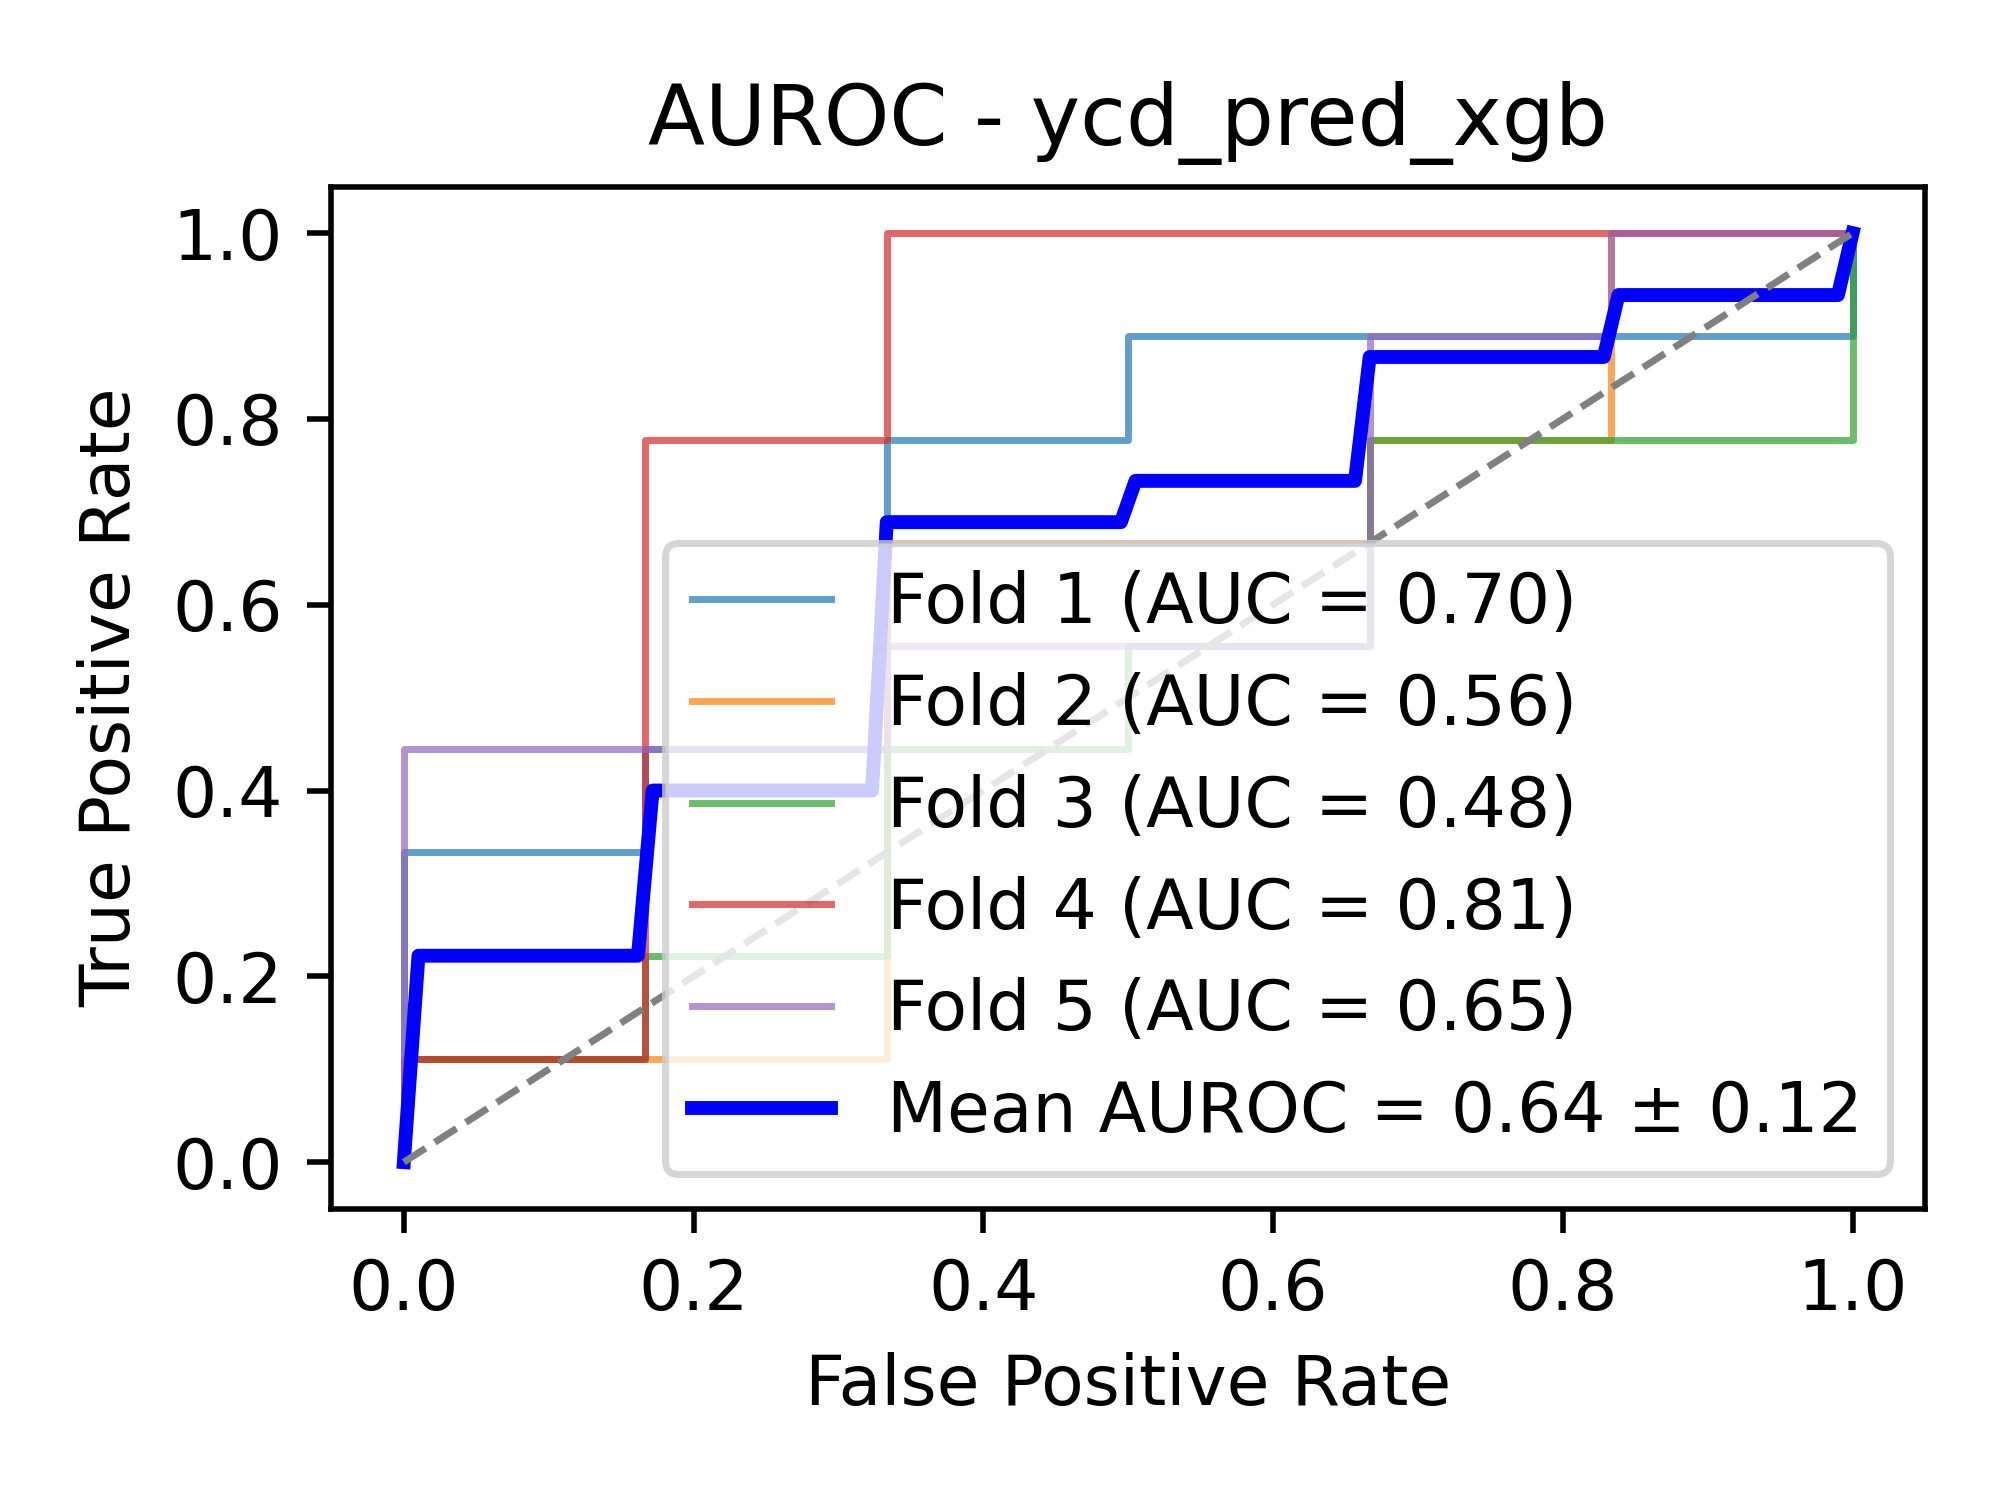 AUROC - ycd_pred_xgb
True Positive Rate
1.0
0.8
0.6
0.4
0.2
0.0
Fold 1 (AUC = 0.70)
Fold 2 (AUC = 0.56)
Fold 3 (AUC = 0.48)
Fold 4 (AUC = 0.81)
Fold 5 (AUC = 0.65)
Mean AUROC = 0.64 ± 0.12
0.0 0.2 0.4 0.6 0.8 1.0
False Positive Rate